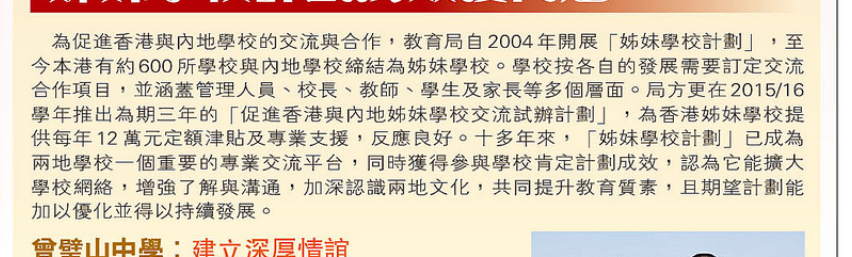 為促進香港與內地學校的交流與合作，教育局自2004年開展「姊妹學校計劃」，至
今本港有約600所學校與內地學校締結為姊妹學校。學校按各自的發展需要訂定交流
合作項目，並涵蓋管理人員、校長、教師、學生及家長等多個層面。局方更在2015/16
學年推出為期三年的「促進香港與內地姊妹學校交流試辦計劃」，為香港姊妹學校提
供每年12萬元定額津貼及專業支援，反應良好。十多年來，「姊妹學校計劃」已成為
兩地學校一個重要的專業交流平台，同時獲得參與學校肯定計劃成效，認為它能擴大
學校網絡，增強了解與溝通，加深認識兩地文化，共同提升教育質素，且期望計劃能
加以優化並得以持續發展。
曾璧山中學：建立深厚情誼